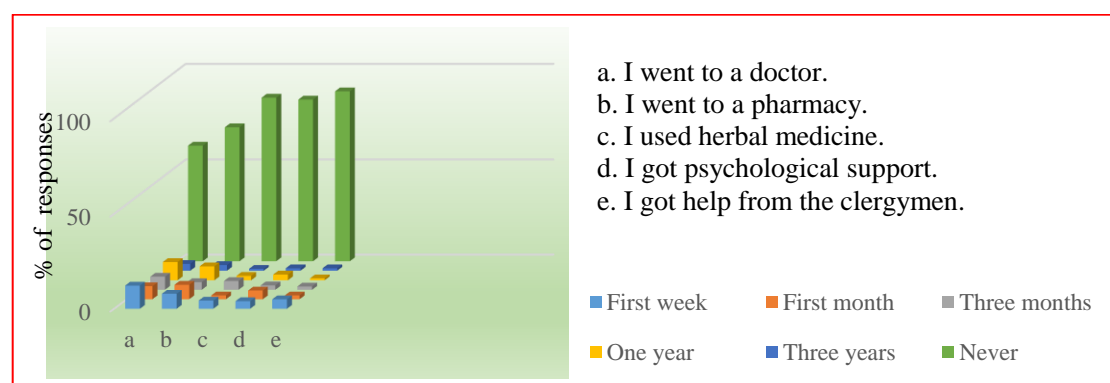 % of responses
100
50
0
a b c d e
a. I went to a doctor.
b. I went to a pharmacy.
c. I used herbal medicine.
d. I got psychological support.
e. I got help from the clergymen.
First week First month Three months
One year Three years Never